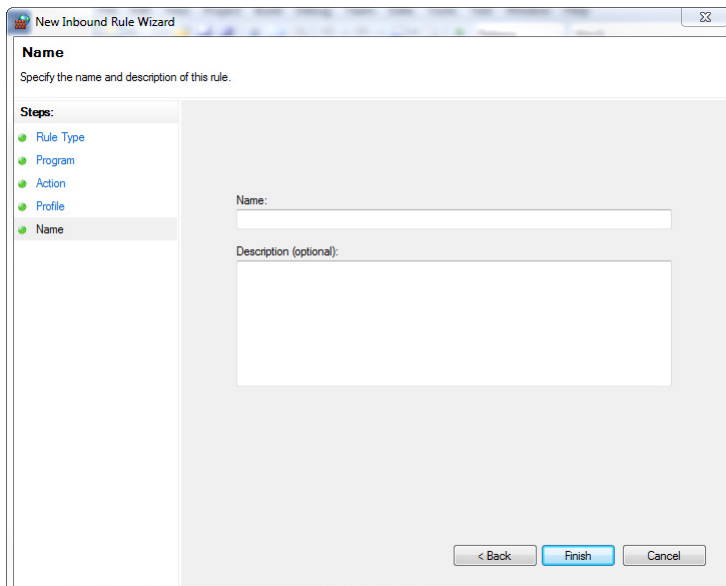 New Inbound Rule Wizard
Name
Specify the name and description of this rule.
Steps:
Rule Type
Program
Action
Profile
Name
Name:
Description (optional):
< Back
Finish
Cancel